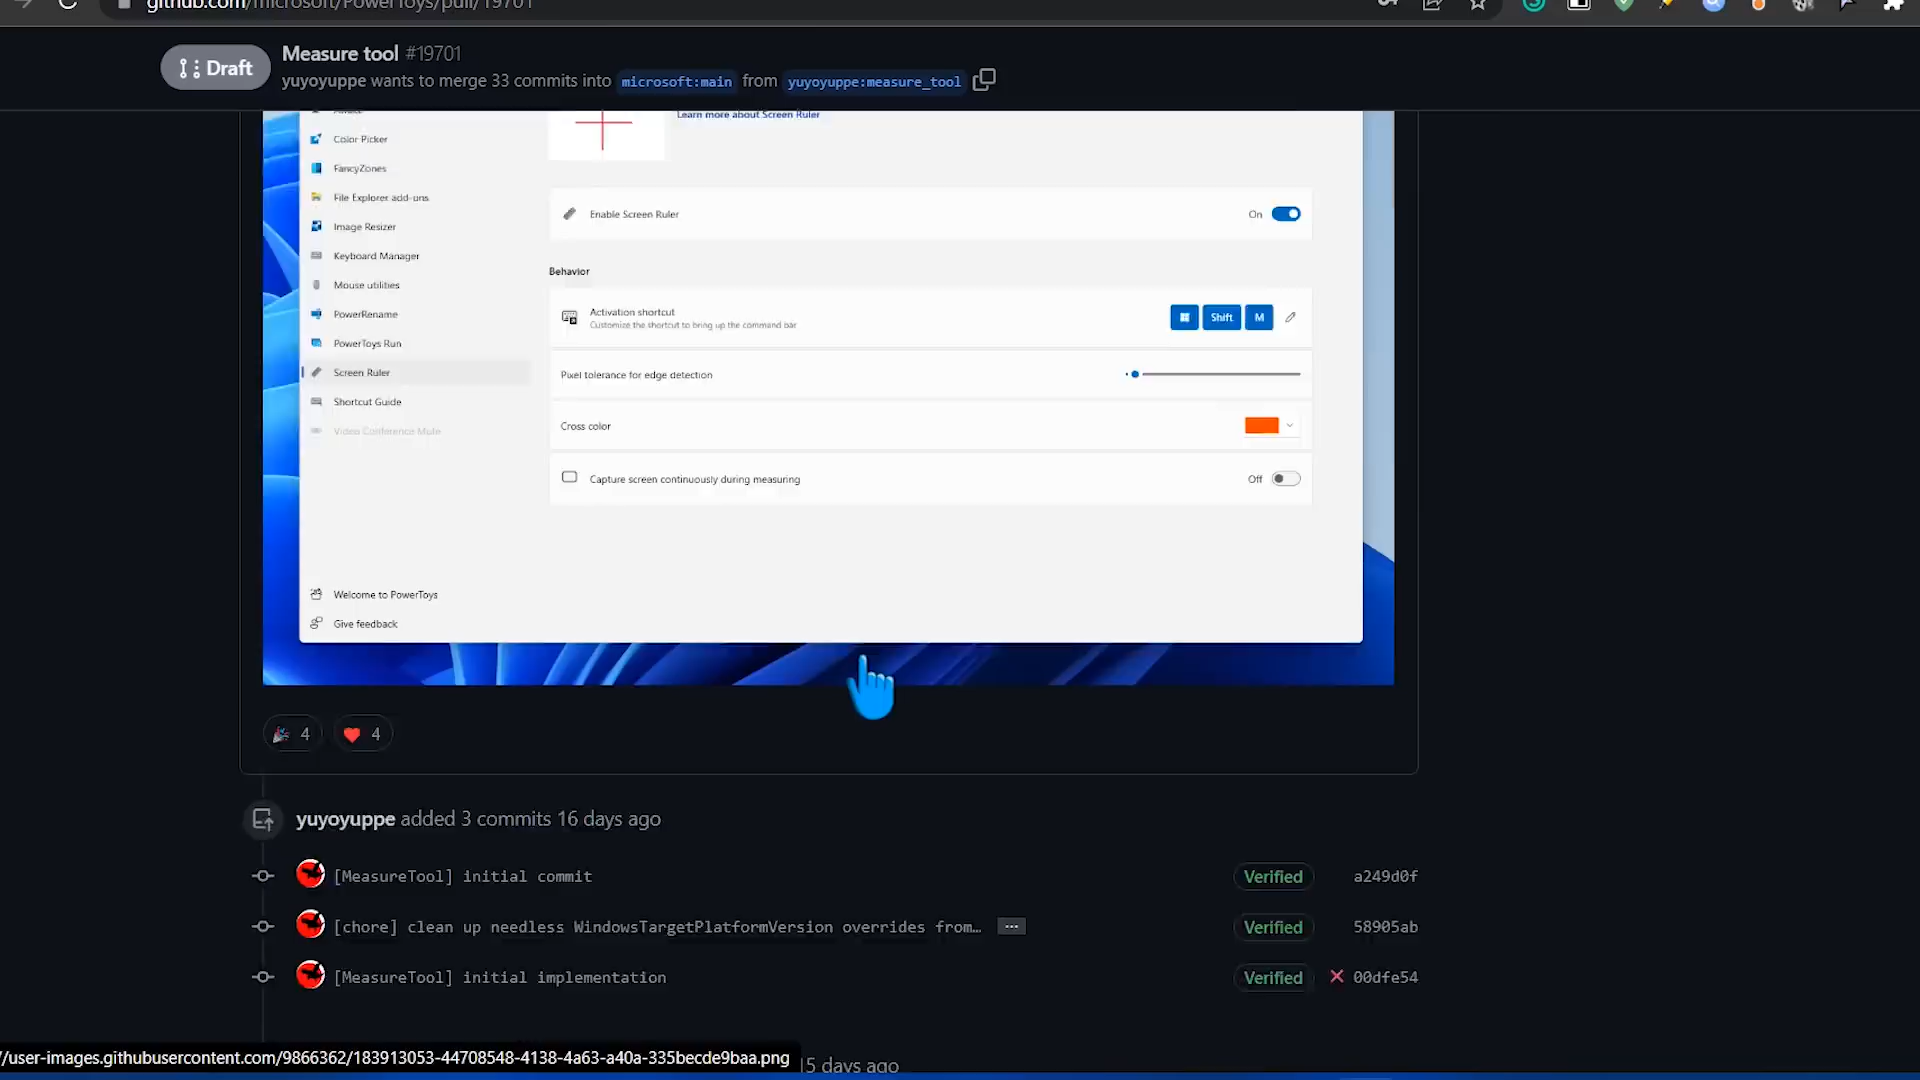 github.com/microsoft/PowerToys/pull/19701
Draft
Measure tool #19701
yuyoyuppe wants to merge 33 commits into microsoft:main from yuyoyuppe:measure_tool
Learn more about Screen Ruler
Color Picker
FancyZones
File Explorer add-ons
Image Resizer
Keyboard Manager
Mouse utilities
PowerRename
PowerToys Run
Screen Ruler
Shortcut Guide
Video Conference Mute
Welcome to PowerToys
Give feedback
Enable Screen Ruler
On
Behavior
Activation shortcut
Customize the shortcut to bring up the command bar
Shift
M
Pixel tolerance for edge detection
Cross color
Capture screen continuously during measuring
Off
4
4
yuyoyuppe added 3 commits 16 days ago
[MeasureTool] initial commit
Verified
a249d0f
[chore] clean up needless WindowsTargetPlatformVersion overrides from…
Verified
58905ab
[MeasureTool] initial implementation
Verified
00dfe54
/user-images.githubusercontent.com/9866362/183913053-44708548-4138-4a63-a40a-335becde9baa.png
15 days ago